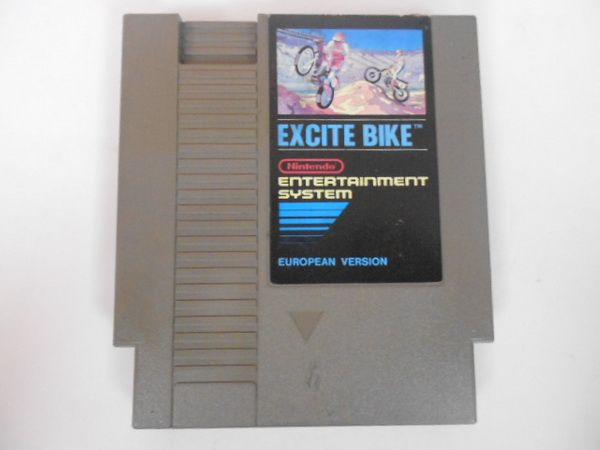 EXCITE BIKE™
Nintendo
ENTERTAINMENT
SYSTEM
EUROPEAN VERSION